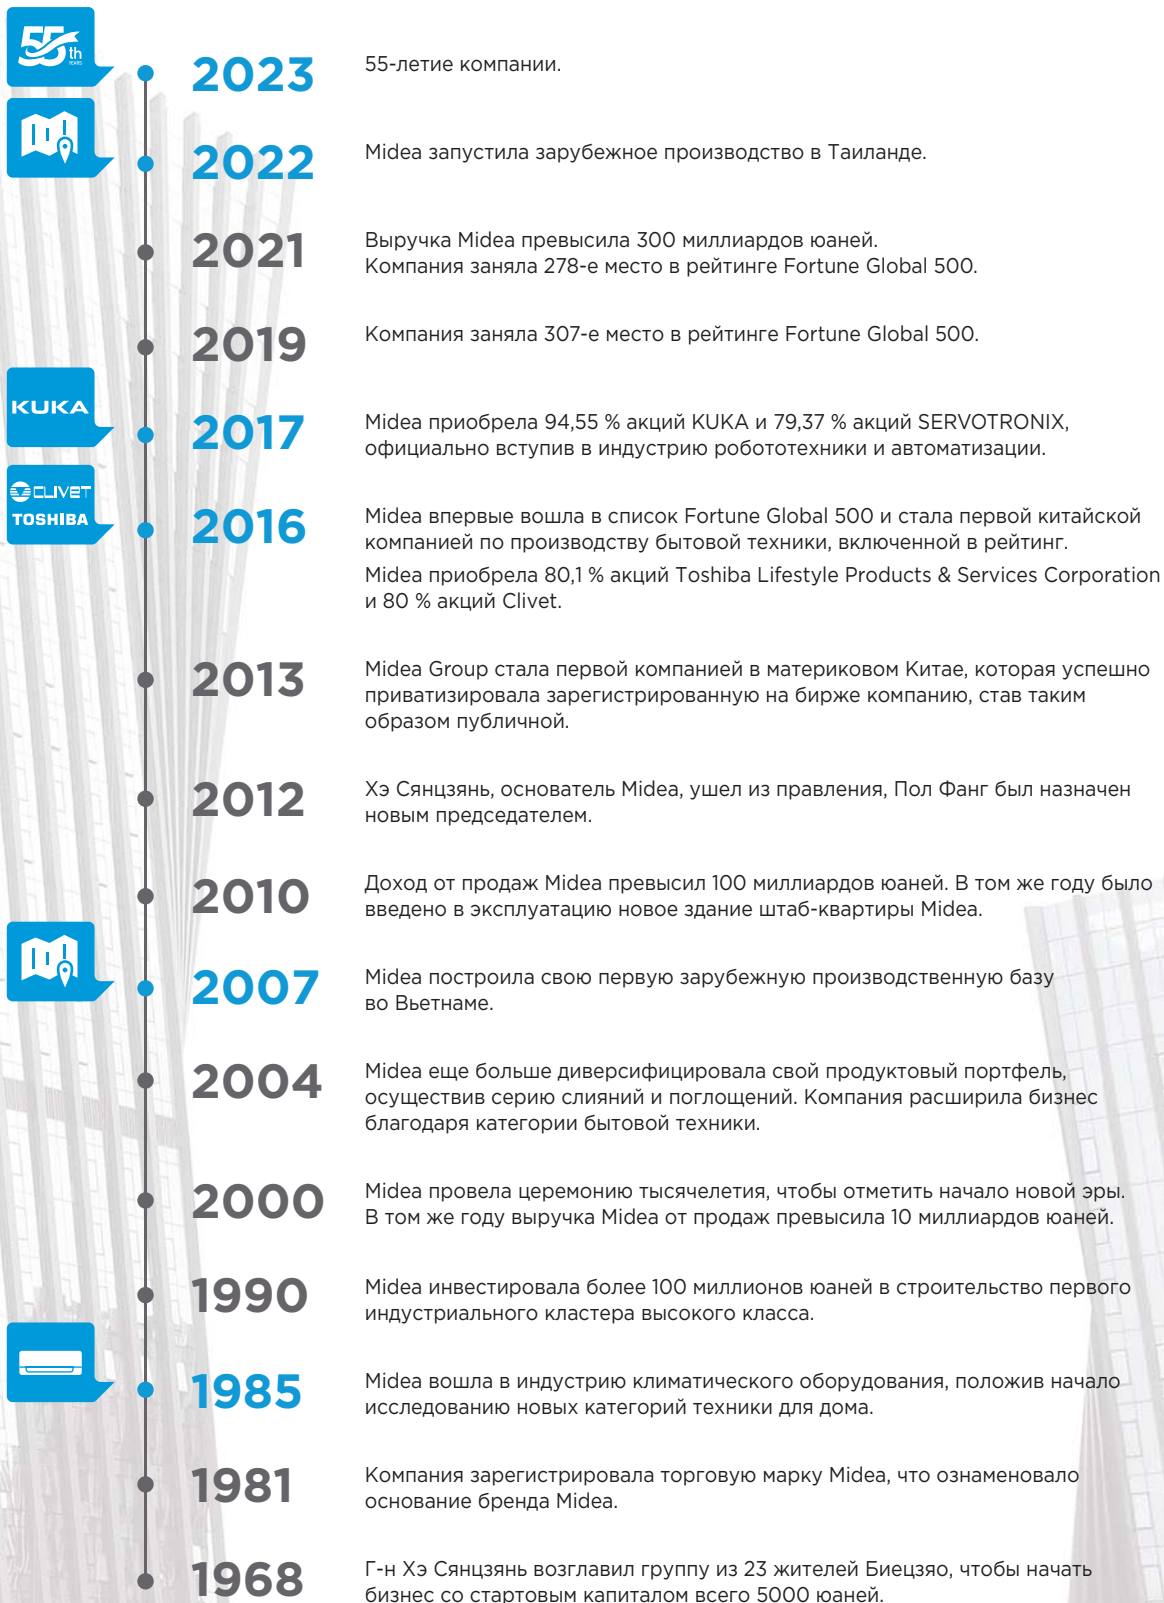 55th
YEARS
2023
55-летие компании.
2022
Midea запустила зарубежное производство в Таиланде.
2021
Выручка Midea превысила 300 миллиардов юаней.
Компания заняла 278-е место в рейтинге Fortune Global 500.
2019
Компания заняла 307-е место в рейтинге Fortune Global 500.
KUKA
2017
Midea приобрела 94,55 % акций KUKA и 79,37 % акций SERVOTRONIX,
официально вступив в индустрию робототехники и автоматизации.
CLIVET
TOSHIBA
2016
Midea впервые вошла в список Fortune Global 500 и стала первой китайской
компанией по производству бытовой техники, включенной в рейтинг.
Midea приобрела 80,1 % акций Toshiba Lifestyle Products & Services Corporation
и 80 % акций Clivet.
2013
Midea Group стала первой компанией в материковом Китае, которая успешно
приватизировала зарегистрированную на бирже компанию, став таким
образом публичной.
2012
Хэ Сянцзянь, основатель Midea, ушел из правления, Пол Фанг был назначен
новым председателем.
2010
Доход от продаж Midea превысил 100 миллиардов юаней. В том же году было
введено в эксплуатацию новое здание штаб-квартиры Midea.
2007
Midea построила свою первую зарубежную производственную базу
во Вьетнаме.
2004
Midea еще больше диверсифицировала свой продуктовый портфель,
осуществив серию слияний и поглощений. Компания расширила бизнес
благодаря категории бытовой техники.
2000
Midea провела церемонию тысячелетия, чтобы отметить начало новой эры.
В том же году выручка Midea от продаж превысила 10 миллиардов юаней.
1990
Midea инвестировала более 100 миллионов юаней в строительство первого
индустриального кластера высокого класса.
1985
Midea вошла в индустрию климатического оборудования, положив начало
исследованию новых категорий техники для дома.
1981
Компания зарегистрировала торговую марку Midea, что ознаменовало
основание бренда Midea.
1968
Г-н Хэ Сянцзянь возглавил группу из 23 жителей Биецзяо, чтобы начать
бизнес со стартовым капиталом всего 5000 юаней.